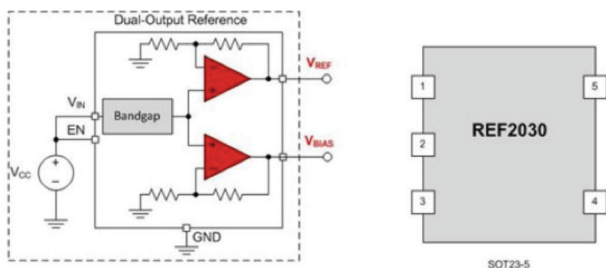 Dual-Output Reference
VREF
VIN
Bandgap
EN
VBIAS
VCC
GND
1
2
3
REF2030
5
4
SOT23-5